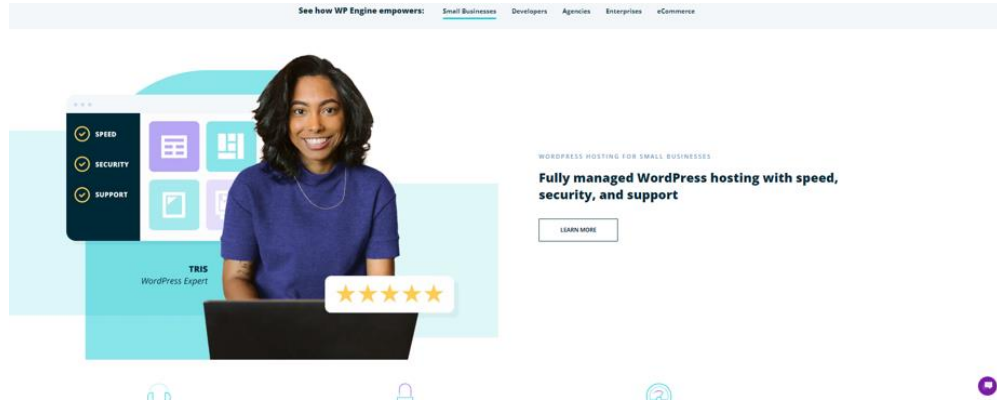 See how WP Engine empowers: Small Businesses Developers Agencies Enterprises eCommerce
SPEED
SECURITY
SUPPORT
TRIS
WordPress Expert
WORDPRESS HOSTING FOR SMALL BUSINESSES
Fully managed WordPress hosting with speed,
security, and support
LEARN MORE